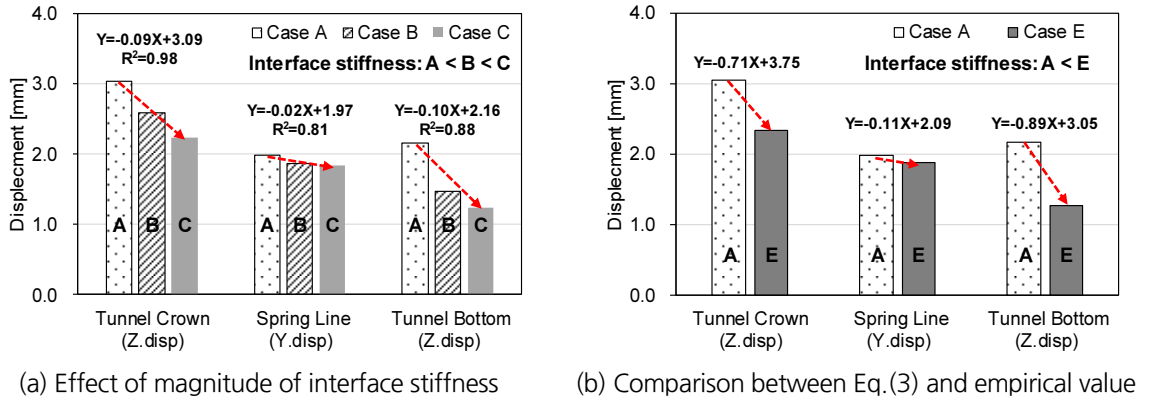 4.0
3.0
2.0
1.0
0.0
Displacment [mm]
Case A Case B Case C
Y=-0.09X+3.09
R²=0.98
Interface stiffness: A < B < C
Y=-0.02X+1.97
R²=0.81
Y=-0.10X+2.16
R²=0.88
A B C
A B C
A B C
Tunnel Crown
(Z.disp)
Spring Line
(Y.disp)
Tunnel Bottom
(Z.disp)
(a) Effect of magnitude of interface stiffness
4.0
3.0
2.0
1.0
0.0
Displacment [mm]
Case A Case E
Y=-0.71X+3.75
Interface stiffness: A < E
Y=-0.11X+2.09
Y=-0.89X+3.05
A E
A E
A E
Tunnel Crown
(Z.disp)
Spring Line
(Y.disp)
Tunnel Bottom
(Z.disp)
(b) Comparison between Eq.(3) and empirical value